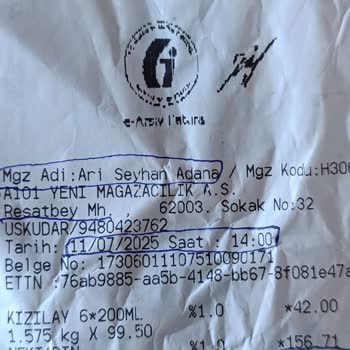 e-Arşiv Fatura
Mgz Adi :Ari Seyhan Adana / Mgz Kodu:H306
A101 YENI MAGAZACILIK A.S.
Resatbey Mh , 62003. Sokak No:32
USKUDAR/9480423762
Tarih: 11/07/2025 Saat : 14:00
Belge No: 17306011107510090171
ETTN :76ab9885-aa5b-4148-bb67-8f081e47a
KIZILAY 6*200ML. %1.0 *42.00
1.575 kg X 99.50
%1.0 *156.71